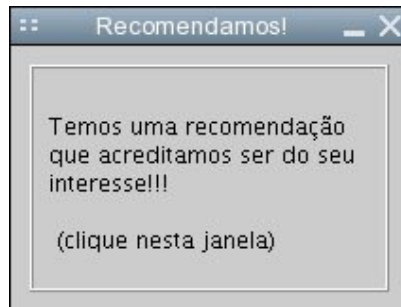 Recomendamos!
Temos uma recomendação
que acreditamos ser do seu
interesse!!!
(clique nesta janela)